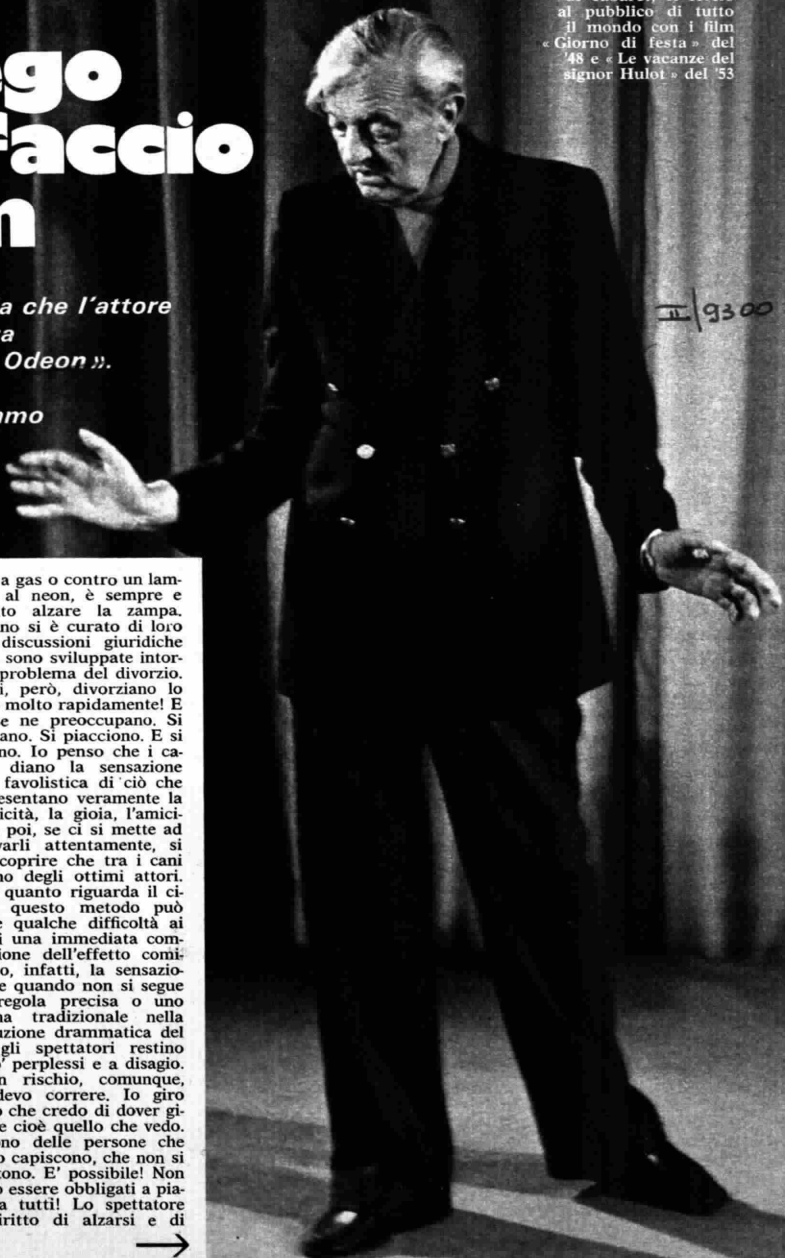 al pubblico di tutto
il mondo con i film
« Giorno di festa » del
'48 e « Le vacanze del
signor Hulot » del '53
ego
faccio
m
a che l'attore
a
Odeon ».
amo
II/9300
a gas o contro un lam-
al neon, è sempre e
to alzare la zampa.
no si è curato di loro
discussioni giuridiche
sono sviluppate intor-
problema del divorzio.
i, però, divorziano lo
molto rapidamente! E
e ne preoccupano. Si
ano. Si piacciono. E si
no. Io penso che i ca-
diano la sensazione
favolistica di ciò che
esentano veramente la
icità, la gioia, l'amici-
poi, se ci si mette ad
varli attentamente, si
coprire che tra i cani
no degli ottimi attori.
quanto riguarda il ci-
questo metodo può
e qualche difficoltà ai
i una immediata com-
ione dell'effetto comi-
o, infatti, la sensazio-
e quando non si segue
regola precisa o uno
na tradizionale nella
uzione drammatica del
gli spettatori restino
o' perplessi e a disagio.
n rischio, comunque,
devo correre. Io giro
o che credo di dover gi-
e cioè quello che vedo.
no delle persone che
o capiscono, che non si
tono. E' possibile! Non
o essere obbligati a pia-
a tutti! Lo spettatore
iritto di alzarsi e di
→